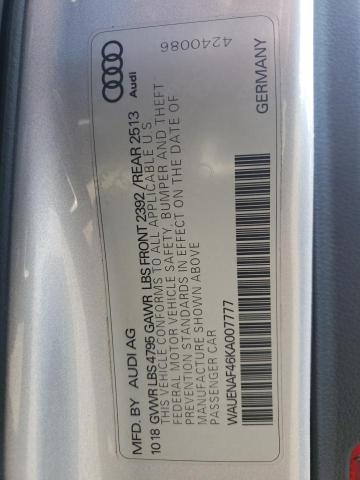 MFD. BY AUDI AG
10 18 GVWR LBS 4795 GAWR LBS FRONT 2392 /REAR 2513
THIS VEHICLE CONFORMS TO ALL APPLICABLE U S
FEDERAL MOTOR VEHICLE SAFETY, BUMPER AND THEFT
PREVENTION STANDARDS IN EFFECT ON THE DATE OF
MANUFACTURE SHOWN ABOVE
PASSENGER CAR
WAUENAF46KA007777
GERMANY
Audi
4240086